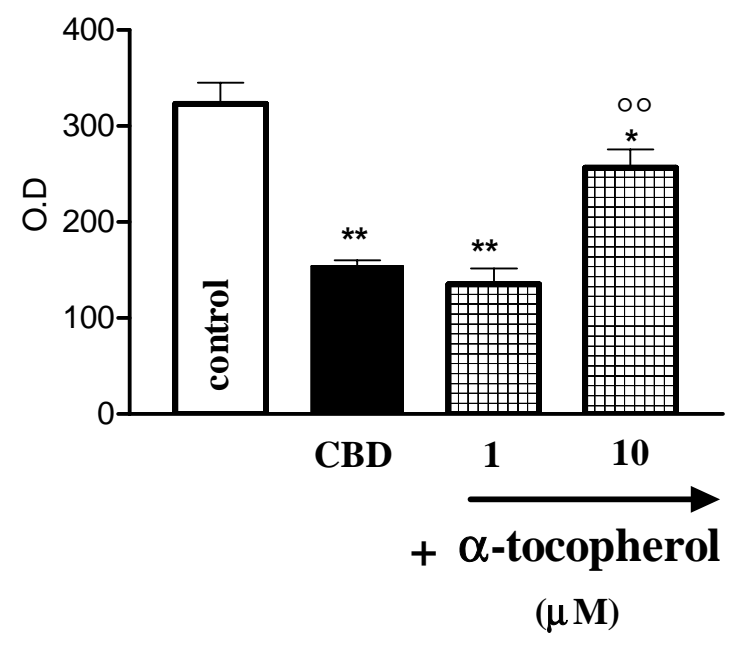 400
300
200
100
0
O.D
control
**
**
○○
*
CBD 1 10
+ α-tocopherol
(μM)